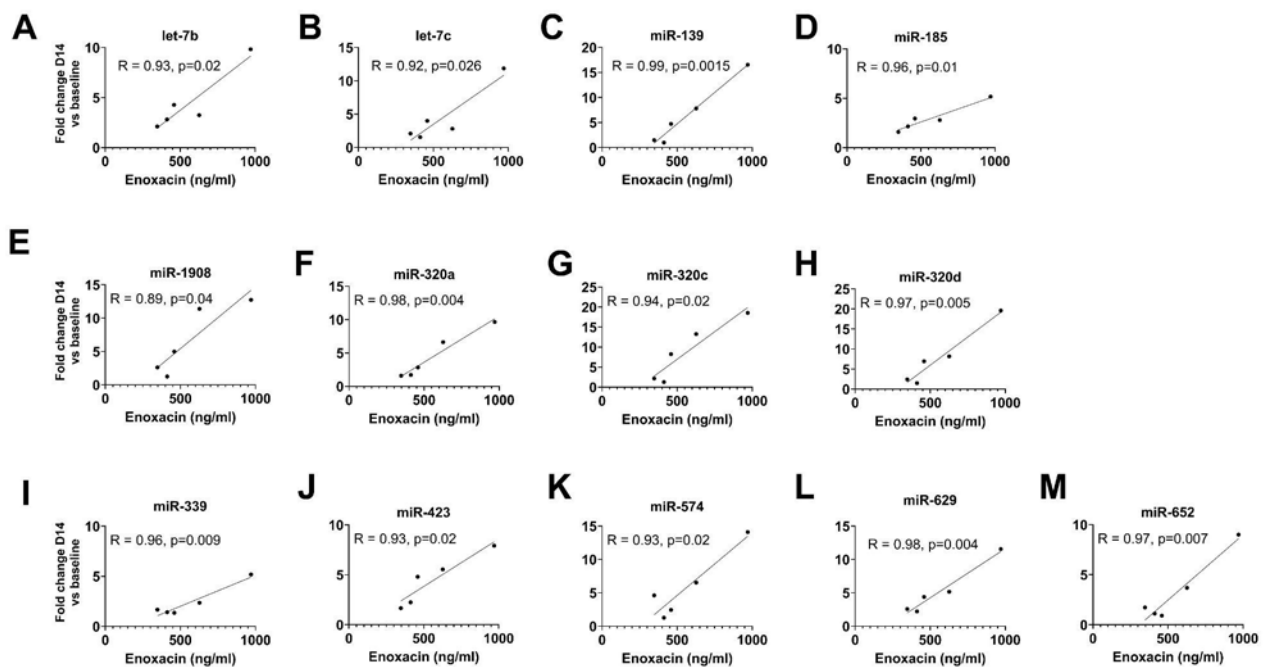 A
let-7b
R = 0.93, p=0.02
Fold change D14
vs baseline
10
5
0
0 500 1000
Enoxacin (ng/ml)
B
let-7c
R = 0.92, p=0.026
15
10
5
0
0 500 1000
Enoxacin (ng/ml)
C
miR-139
R = 0.99, p=0.0015
20
15
10
5
0
0 500 1000
Enoxacin (ng/ml)
D
miR-185
R = 0.96, p=0.01
10
5
0
0 500 1000
Enoxacin (ng/ml)
E
miR-1908
R = 0.89, p=0.04
Fold change D14
vs baseline
15
10
5
0
0 500 1000
Enoxacin (ng/ml)
F
miR-320a
R = 0.98, p=0.004
15
10
5
0
0 500 1000
Enoxacin (ng/ml)
G
miR-320c
R = 0.94, p=0.02
25
20
15
10
5
0
0 500 1000
Enoxacin (ng/ml)
H
miR-320d
R = 0.97, p=0.005
25
20
15
10
5
0
0 500 1000
Enoxacin (ng/ml)
I
miR-339
R = 0.96, p=0.009
Fold change D14
vs baseline
10
5
0
0 500 1000
Enoxacin (ng/ml)
J
miR-423
R = 0.93, p=0.02
10
5
0
0 500 1000
Enoxacin (ng/ml)
K
miR-574
R = 0.93, p=0.02
15
10
5
0
0 500 1000
Enoxacin (ng/ml)
L
miR-629
R = 0.98, p=0.004
15
10
5
0
0 500 1000
Enoxacin (ng/ml)
M
miR-652
R = 0.97, p=0.007
10
5
0
0 500 1000
Enoxacin (ng/ml)